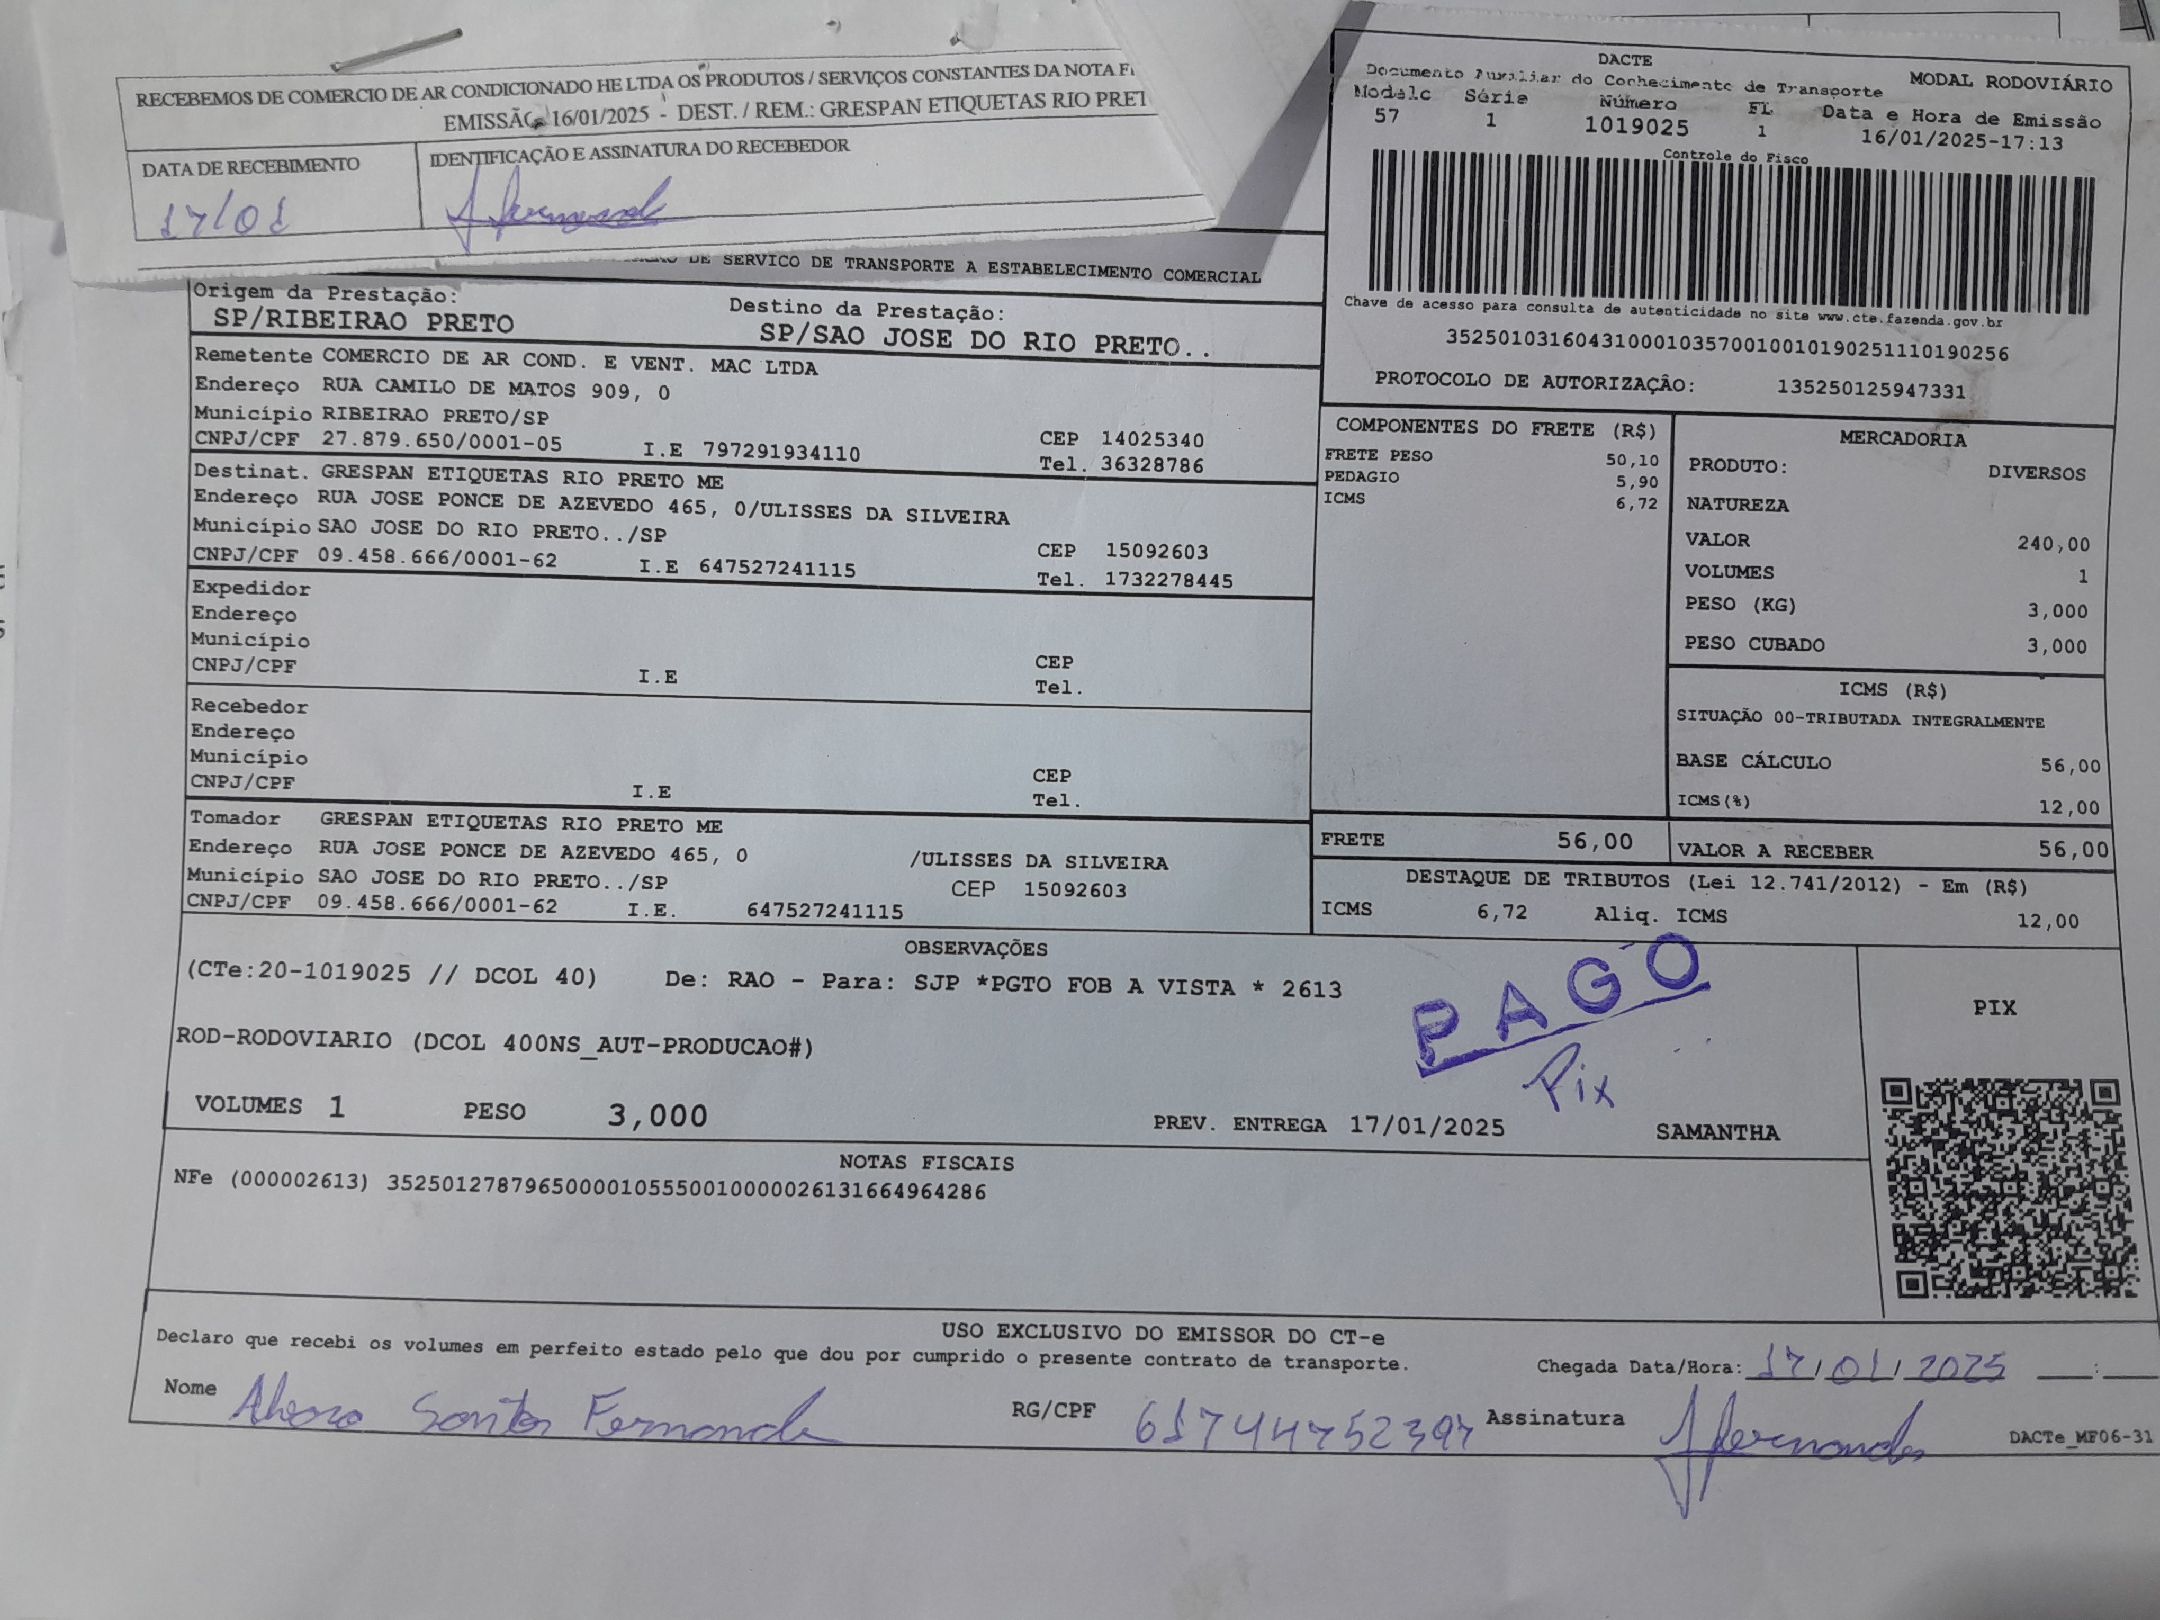 RECEBEMOS DE COMERCIO DE AR CONDICIONADO HE LTDA OS PRODUTOS / SERVIÇOS CONSTANTES DA NOTA
EMISSÃO 16/01/2025 - DEST. / REM.: GRESPAN ETIQUETAS RIO PRET
DATA DE RECEBIMENTO
IDENTIFICAÇÃO E ASSINATURA DO RECEBEDOR
17/01
DACTE
Documento Auxiliar do Conhecimento de Transporte
MODAL RODOVIÁRIO
Modelo Série Número FL Data e Hora de Emissão
57 1 1019025 1 16/01/2025-17:13
Controle do Fisco
Chave de acesso para consulta de autenticidade no site www.cte.fazenda.gov.br
35250103160431000103570010010190251110190256
PROTOCOLO DE AUTORIZAÇÃO: 135250125947331
DE SERVICO DE TRANSPORTE A ESTABELECIMENTO COMERCIAL
Origem da Prestação:
SP/RIBEIRAO PRETO
Destino da Prestação:
SP/SAO JOSE DO RIO PRETO..
Remetente COMERCIO DE AR COND. E VENT. MAC LTDA
Endereço RUA CAMILO DE MATOS 909, 0
Município RIBEIRAO PRETO/SP
CNPJ/CPF 27.879.650/0001-05 I.E 797291934110
CEP 14025340
Tel. 36328786
Destinat. GRESPAN ETIQUETAS RIO PRETO ME
Endereço RUA JOSE PONCE DE AZEVEDO 465, 0/ULISSES DA SILVEIRA
Município SAO JOSE DO RIO PRETO../SP
CNPJ/CPF 09.458.666/0001-62 I.E 647527241115
CEP 15092603
Tel. 1732278445
Expedidor
Endereço
Município
CNPJ/CPF
I.E
CEP
Tel.
Recebedor
Endereço
Município
CNPJ/CPF
I.E
CEP
Tel.
Tomador GRESPAN ETIQUETAS RIO PRETO ME
Endereço RUA JOSE PONCE DE AZEVEDO 465, 0 /ULISSES DA SILVEIRA
Município SAO JOSE DO RIO PRETO../SP CEP 15092603
CNPJ/CPF 09.458.666/0001-62 I.E. 647527241115
COMPONENTES DO FRETE (R$)
FRETE PESO 50,10
PEDAGIO 5,90
ICMS 6,72
MERCADORIA
PRODUTO: DIVERSOS
NATUREZA
VALOR 240,00
VOLUMES 1
PESO (KG) 3,000
PESO CUBADO 3,000
ICMS (R$)
SITUAÇÃO 00-TRIBUTADA INTEGRALMENTE
BASE CÁLCULO 56,00
ICMS(%) 12,00
FRETE 56,00
VALOR A RECEBER 56,00
DESTAQUE DE TRIBUTOS (Lei 12.741/2012) - Em (R$)
ICMS 6,72 Aliq. ICMS 12,00
OBSERVAÇÕES
(CTe:20-1019025 // DCOL 40) De: RAO - Para: SJP *PGTO FOB A VISTA * 2613
ROD-RODOVIARIO (DCOL 400NS_AUT-PRODUCAO#)
PAGO
Pix
VOLUMES 1 PESO 3,000
PREV. ENTREGA 17/01/2025 SAMANTHA
PIX
NOTAS FISCAIS
NFe (000002613) 35250127879650000105550010000026131664964286
USO EXCLUSIVO DO EMISSOR DO CT-e
Declaro que recebi os volumes em perfeito estado pelo que dou por cumprido o presente contrato de transporte.
Chegada Data/Hora: 17/01/2025 :
Nome Santos Fernandes RG/CPF 61744752397 Assinatura
DACTe_MF06-31